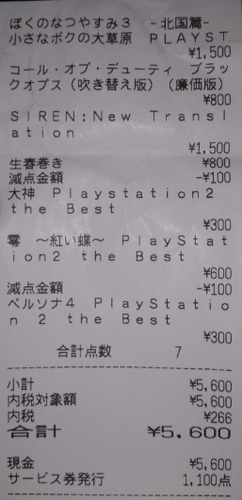 ぼくのなつやすみ３　-北国篇-
小さなボクの大草原　ＰＬＡＹＳＴ
¥1,500
コール・オブ・デューティ　ブラッ
クオプス（吹き替え版）（廉価版）
¥800
ＳＩＲＥＮ：Ｎｅｗ　Ｔｒａｎｓｌ
ａｔｉｏｎ
¥1,500
生春巻き　¥800
減点金額　-¥100
大神　Ｐｌａｙｓｔａｔｉｏｎ２
ｔｈｅ　Ｂｅｓｔ
¥300
零　～紅い蝶～　ＰｌａｙＳｔａｔ
ｉｏｎ２　ｔｈｅ　Ｂｅｓｔ
¥600
減点金額　-¥100
ペルソナ４　ＰｌａｙＳｔａｔｉｏ
ｎ　２　ｔｈｅ　Ｂｅｓｔ
¥300
合計点数　7
小計　¥5,600
内税対象額　¥5,600
内税　¥266
合計　¥5,600
現金　¥5,600
サービス券発行　1,100点